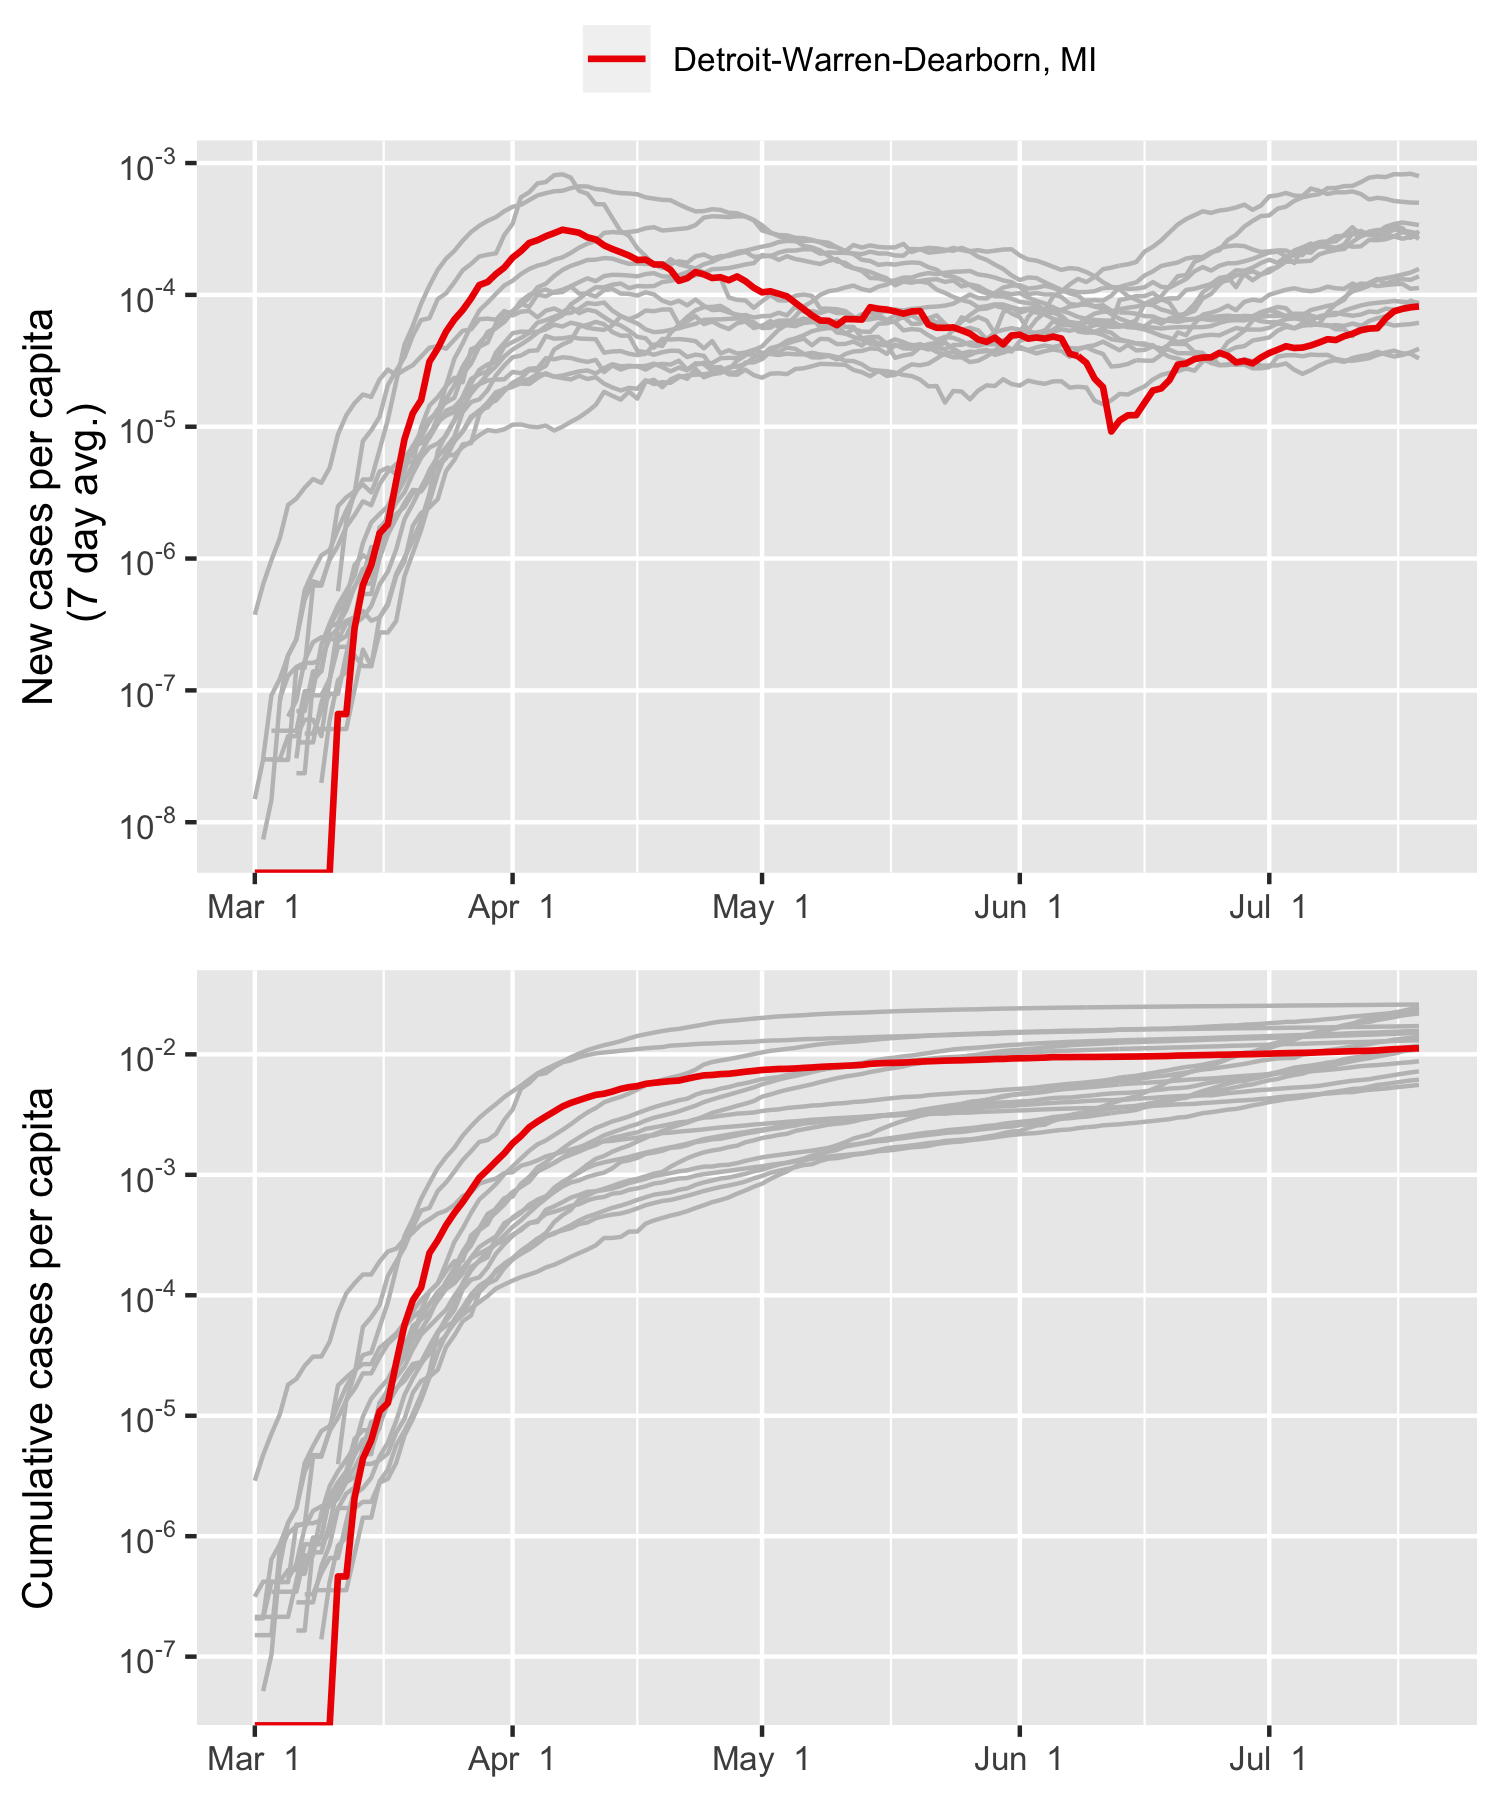 Detroit-Warren-Dearborn, MI
New cases per capita
(7 day avg.)
10-3
10-4
10-5
10-6
10-7
10-8
Mar 1 Apr 1 May 1 Jun 1 Jul 1
Cumulative cases per capita
10-2
10-3
10-4
10-5
10-6
10-7
Mar 1 Apr 1 May 1 Jun 1 Jul 1